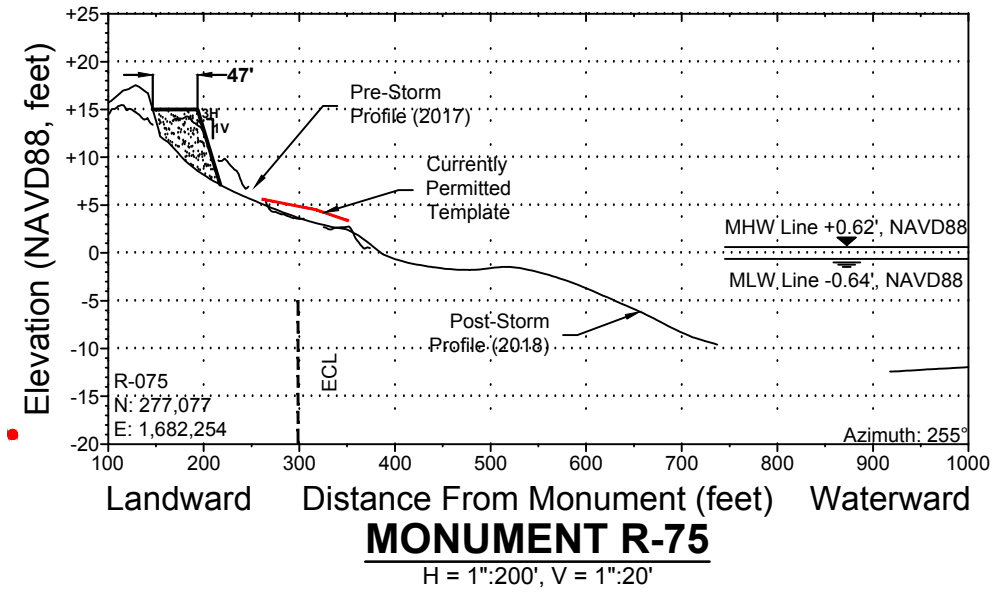 +25
+20
+15
+10
+5
0
-5
-10
-15
-20
Elevation (NAVD88, feet)
47'
3H
1V
Pre-Storm
Profile (2017)
Currently
Permitted
Template
MHW Line +0.62', NAVD88
MLW Line -0.64', NAVD88
Post-Storm
Profile (2018)
ECL
R-075
N: 277,077
E: 1,682,254
Azimuth: 255°
100 200 300 400 500 600 700 800 900 1000
Landward Distance From Monument (feet) Waterward
MONUMENT R-75
H = 1":200', V = 1":20'